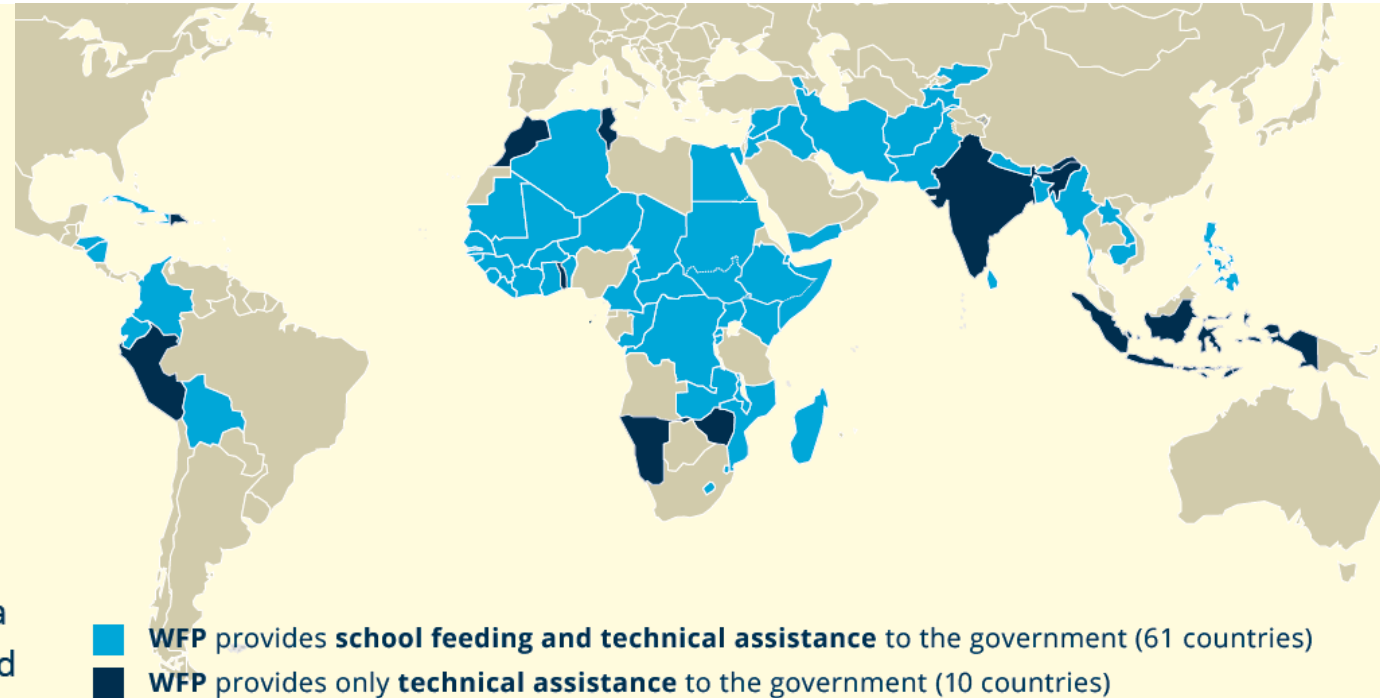 a
WFP provides school feeding and technical assistance to the government (61 countries)
d
WFP provides only technical assistance to the government (10 countries)